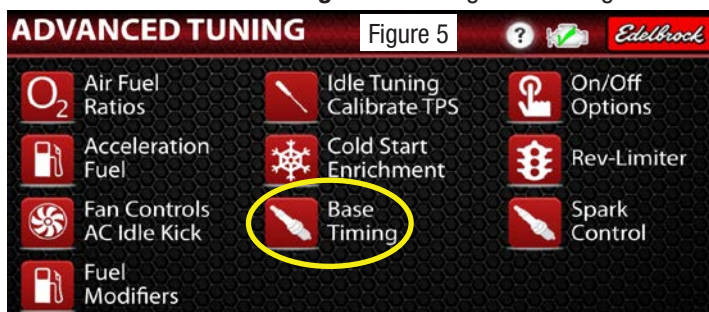 ADVANCED TUNING
Figure 5
?
Edelbrock
O2
Air Fuel
Ratios
Idle Tuning
Calibrate TPS
On/Off
Options
Acceleration
Fuel
Cold Start
Enrichment
Rev-Limiter
Fan Controls
AC Idle Kick
Base
Timing
Spark
Control
Fuel
Modifiers